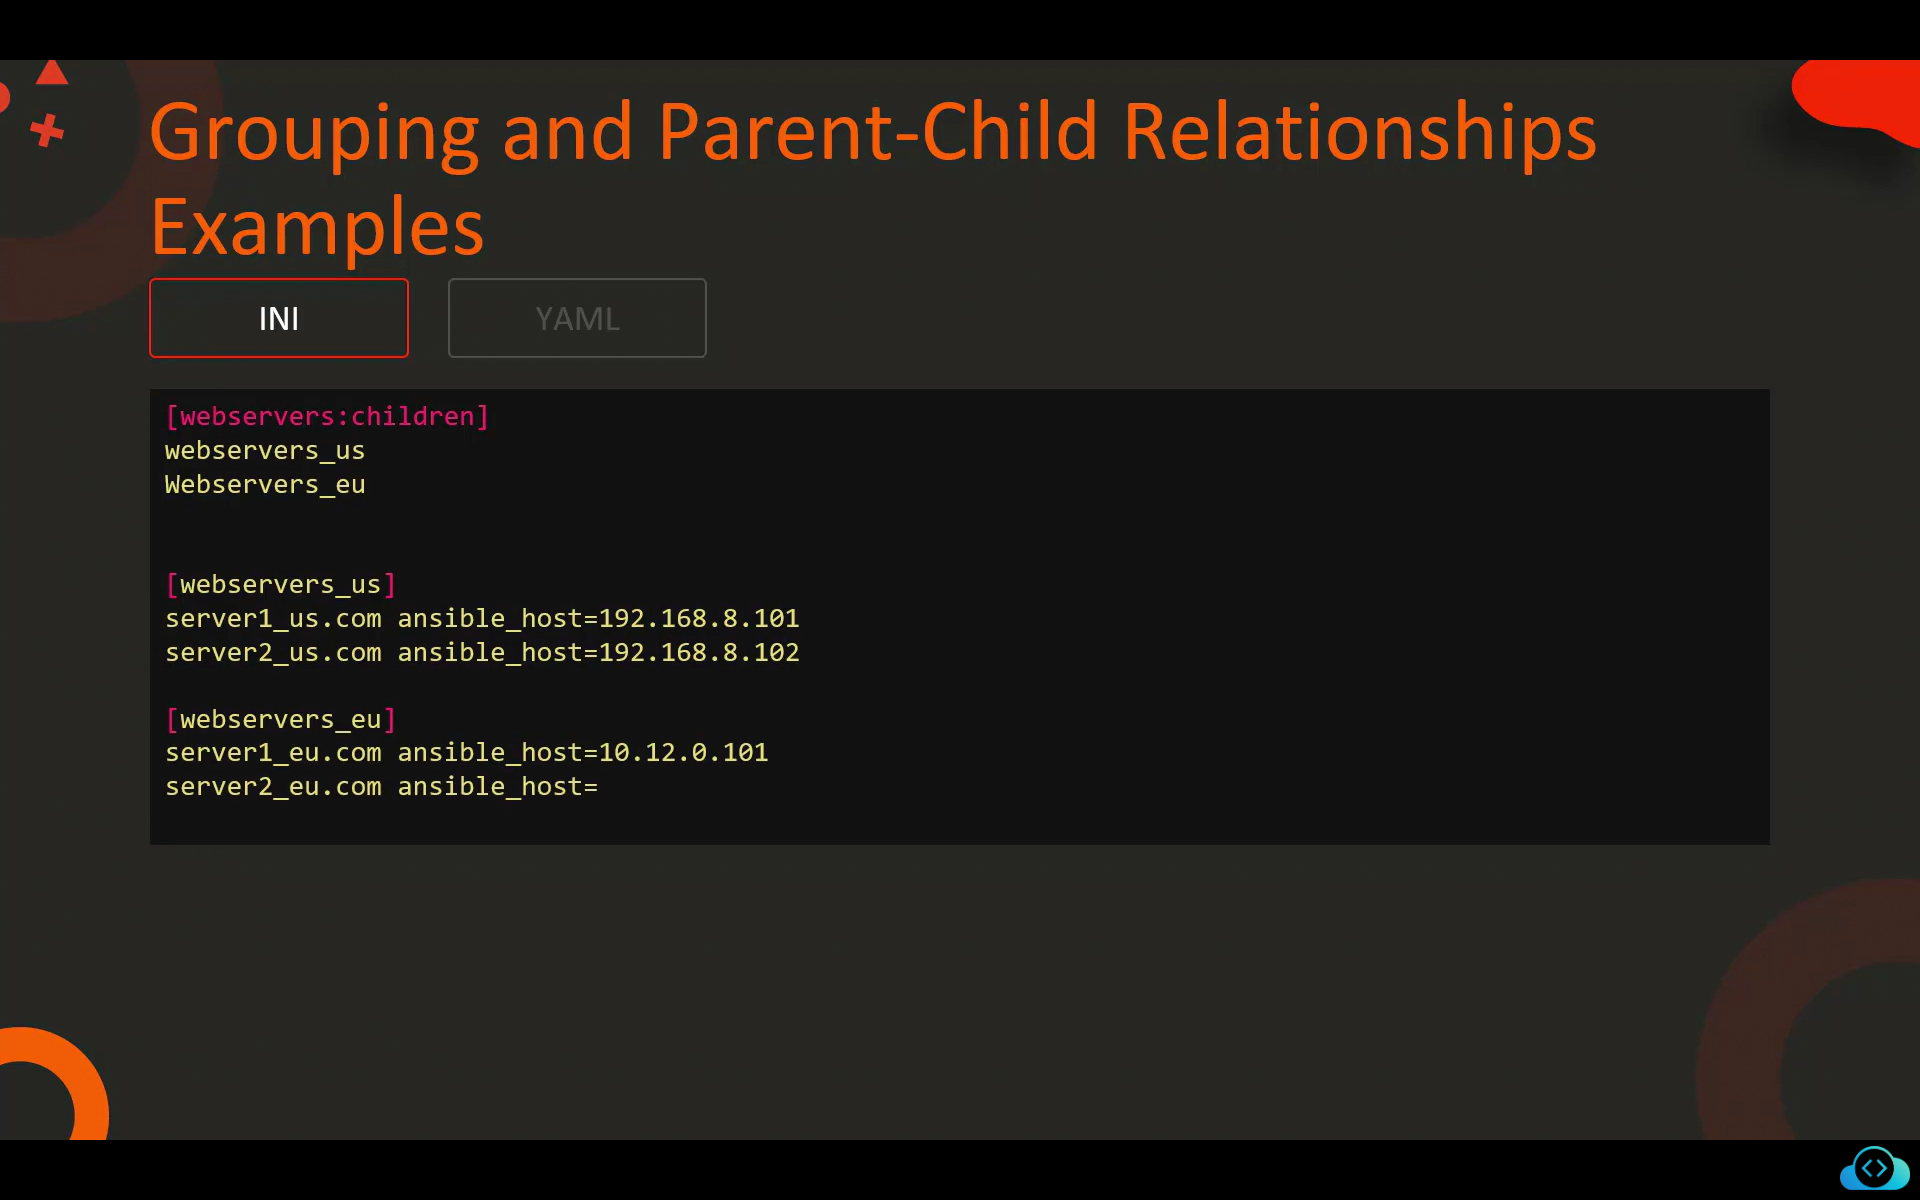 Grouping and Parent-Child Relationships
Examples
INI
YAML
[webservers:children]
webservers_us
Webservers_eu
[webservers_us]
server1_us.com ansible_host=192.168.8.101
server2_us.com ansible_host=192.168.8.102
[webservers_eu]
server1_eu.com ansible_host=10.12.0.101
server2_eu.com ansible_host=